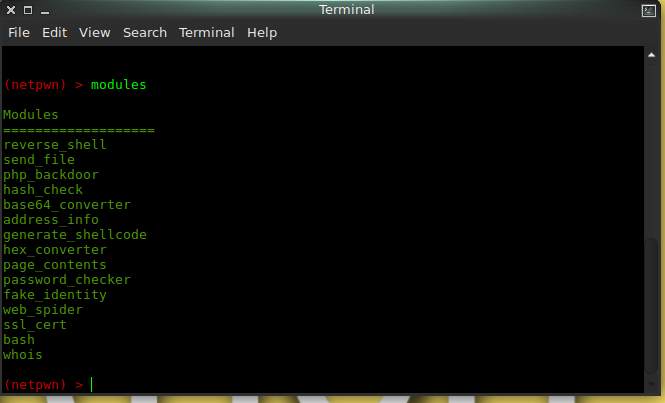 Terminal
File Edit View Search Terminal Help
(netpwn) > modules
Modules
===================
reverse_shell
send_file
php_backdoor
hash_check
base64_converter
address_info
generate_shellcode
hex_converter
page_contents
password_checker
fake_identity
web_spider
ssl_cert
bash
whois
(netpwn) >